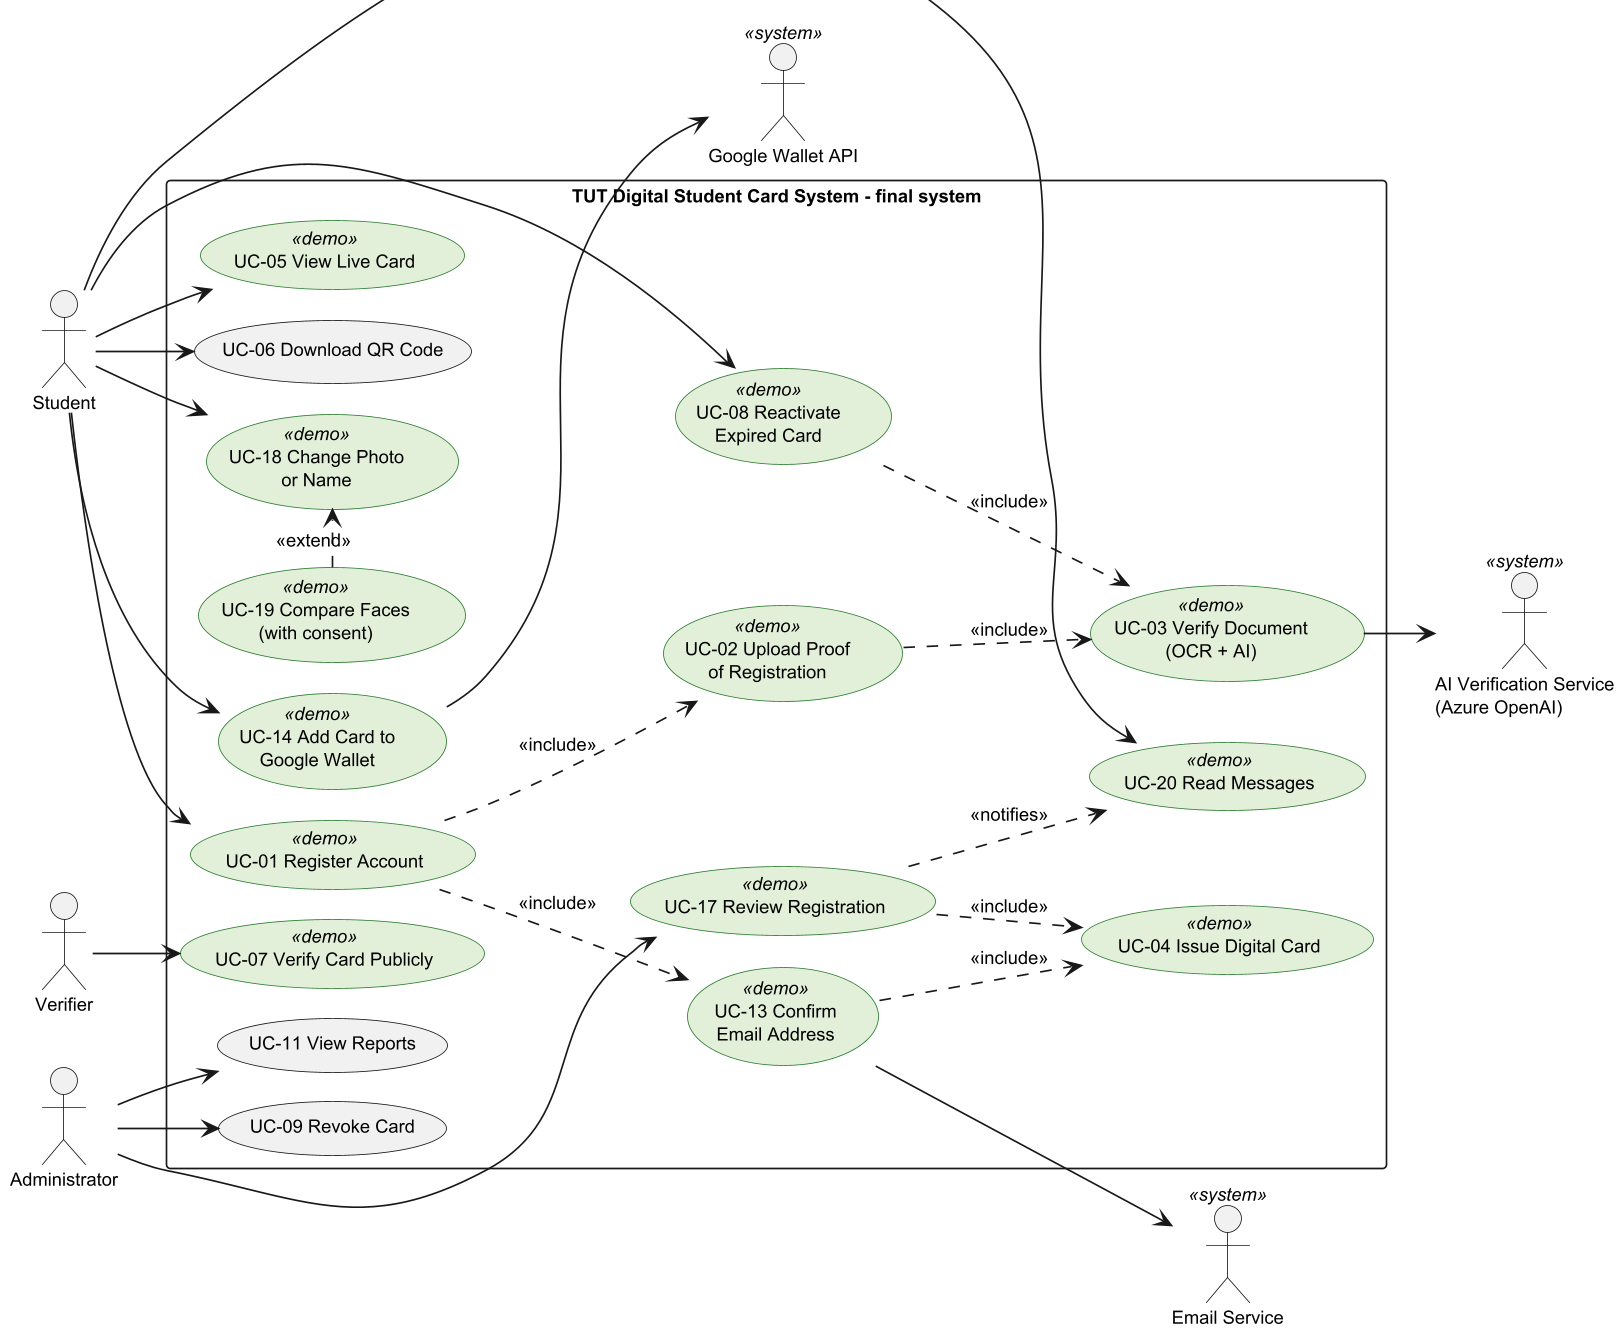 «system»
Google Wallet API
TUT Digital Student Card System - final system
«demo»
UC-05 View Live Card
UC-06 Download QR Code
Student
«demo»
UC-18 Change Photo
or Name
«extend»
«demo»
UC-19 Compare Faces
(with consent)
«demo»
UC-14 Add Card to
Google Wallet
«demo»
UC-01 Register Account
«demo»
UC-07 Verify Card Publicly
Verifier
UC-11 View Reports
UC-09 Revoke Card
Administrator
«demo»
UC-08 Reactivate
Expired Card
«include»
«demo»
UC-02 Upload Proof
of Registration
«include»
«include»
«include»
«demo»
UC-17 Review Registration
«notifies»
«include»
«include»
«demo»
UC-13 Confirm
Email Address
«demo»
UC-03 Verify Document
(OCR + AI)
«demo»
UC-20 Read Messages
«demo»
UC-04 Issue Digital Card
«system»
AI Verification Service
(Azure OpenAI)
«system»
Email Service